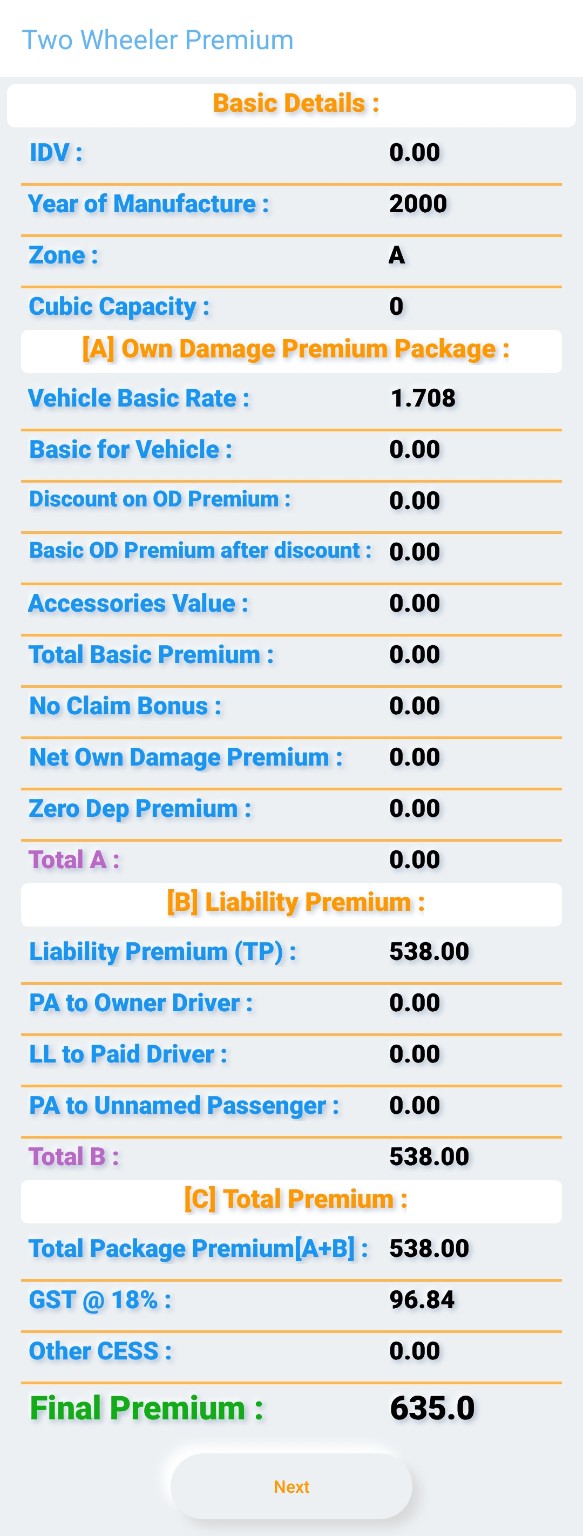 Two Wheeler Premium
Basic Details :
IDV : 0.00
Year of Manufacture : 2000
Zone : A
Cubic Capacity : 0
[A] Own Damage Premium Package :
Vehicle Basic Rate : 1.708
Basic for Vehicle : 0.00
Discount on OD Premium : 0.00
Basic OD Premium after discount : 0.00
Accessories Value : 0.00
Total Basic Premium : 0.00
No Claim Bonus : 0.00
Net Own Damage Premium : 0.00
Zero Dep Premium : 0.00
Total A : 0.00
[B] Liability Premium :
Liability Premium (TP) : 538.00
PA to Owner Driver : 0.00
LL to Paid Driver : 0.00
PA to Unnamed Passenger : 0.00
Total B : 538.00
[C] Total Premium :
Total Package Premium[A+B] : 538.00
GST @ 18% : 96.84
Other CESS : 0.00
Final Premium : 635.0
Next